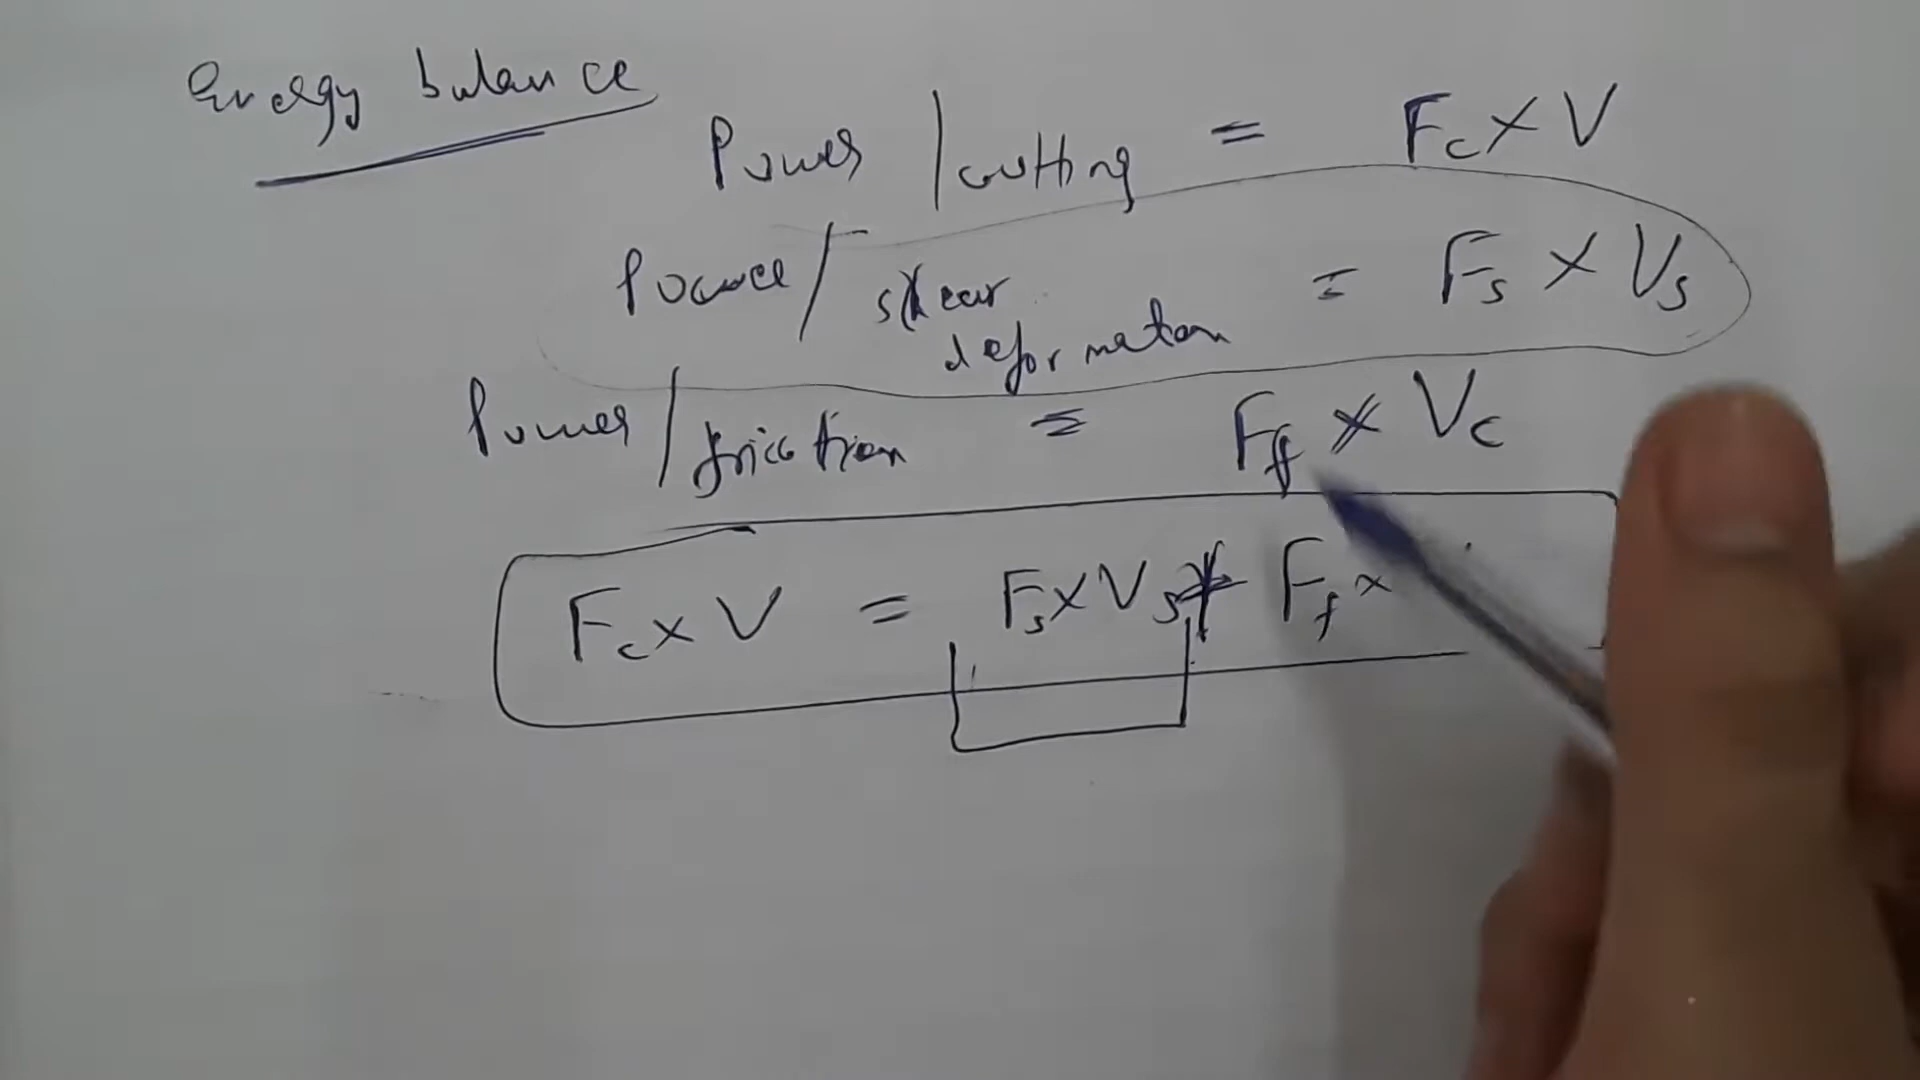 Energy balance
Power/cutting = Fc × V
Power/shear deformation = Fs × Vs
Power/friction = Ff × Vc
Fc × V = Fs × Vs + Ff ×